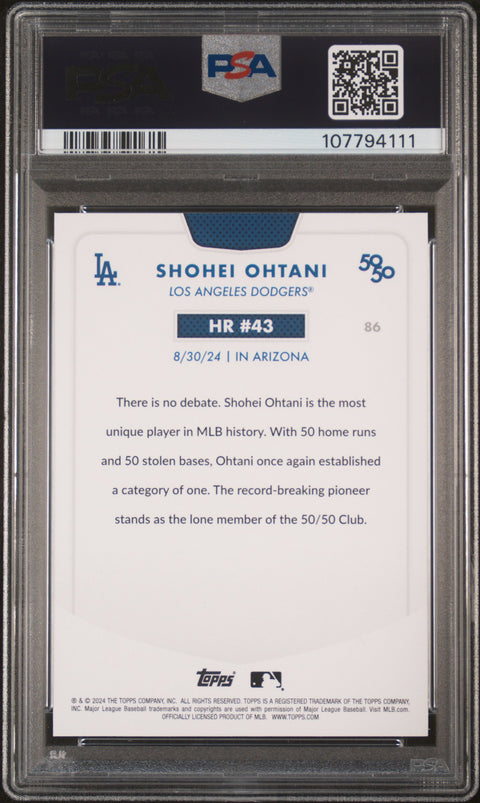 PSA
107794111
LA
SHOHEI OHTANI
50
50
LOS ANGELES DODGERS®
HR #43
86
8/30/24 | IN ARIZONA
There is no debate. Shohei Ohtani is the most
unique player in MLB history. With 50 home runs
and 50 stolen bases, Ohtani once again established
a category of one. The record-breaking pioneer
stands as the lone member of the 50/50 Club.
Topps
® & © 2024 THE TOPPS COMPANY, INC. ALL RIGHTS RESERVED. TOPPS IS A REGISTERED TRADEMARK OF THE TOPPS COMPANY,
INC. Major League Baseball trademarks and copyrights are used with permission of Major League Baseball. Visit MLB.com.
OFFICIALLY LICENSED PRODUCT OF MLB. WWW.TOPPS.COM
PSA